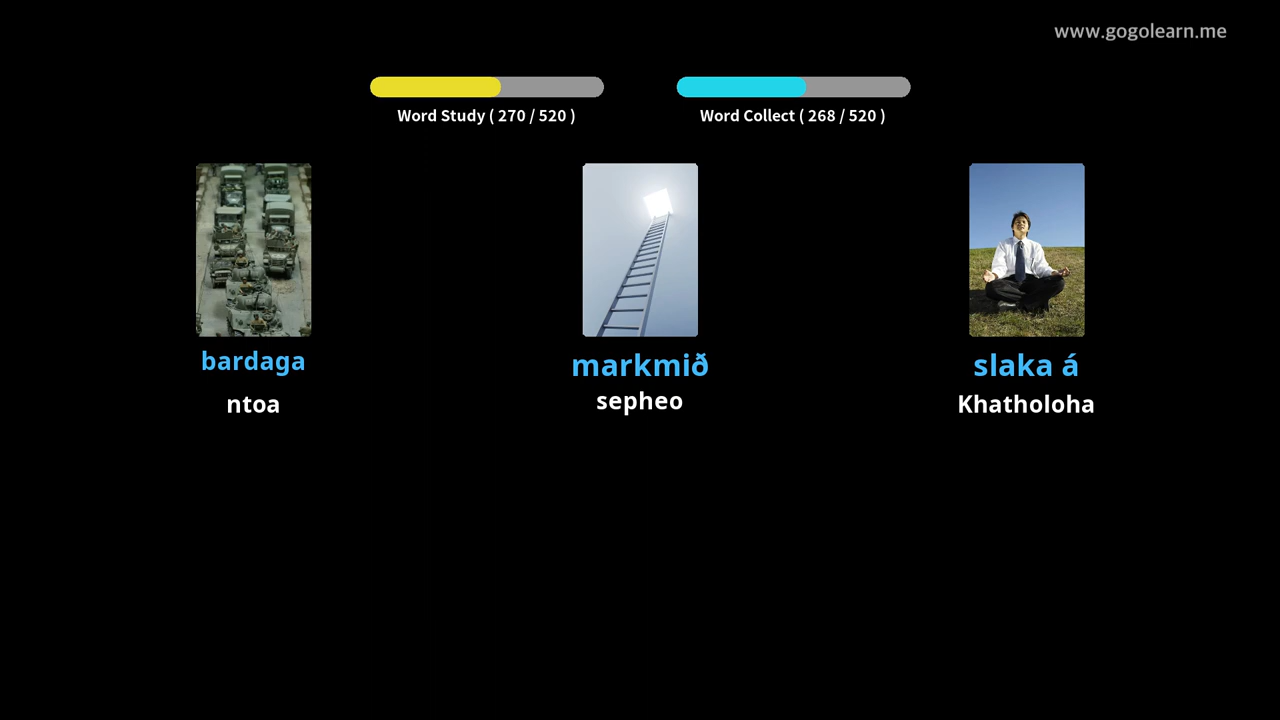 www.gogolearn.me
Word Study ( 270 / 520 )
Word Collect ( 268 / 520 )
bardaga
markmið
slaka á
ntoa
sepheo
Khatholoha